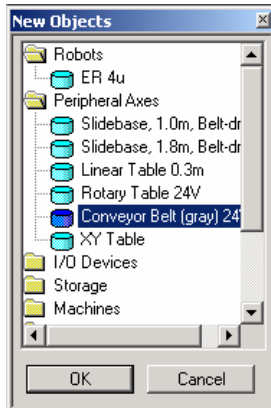 New Objects
Robots
ER 4u
Peripheral Axes
Slidebase, 1.0m, Belt-dr
Slidebase, 1.8m, Belt-dr
Linear Table 0.3m
Rotary Table 24V
Conveyor Belt (gray) 24V
XY Table
I/O Devices
Storage
Machines
OK Cancel